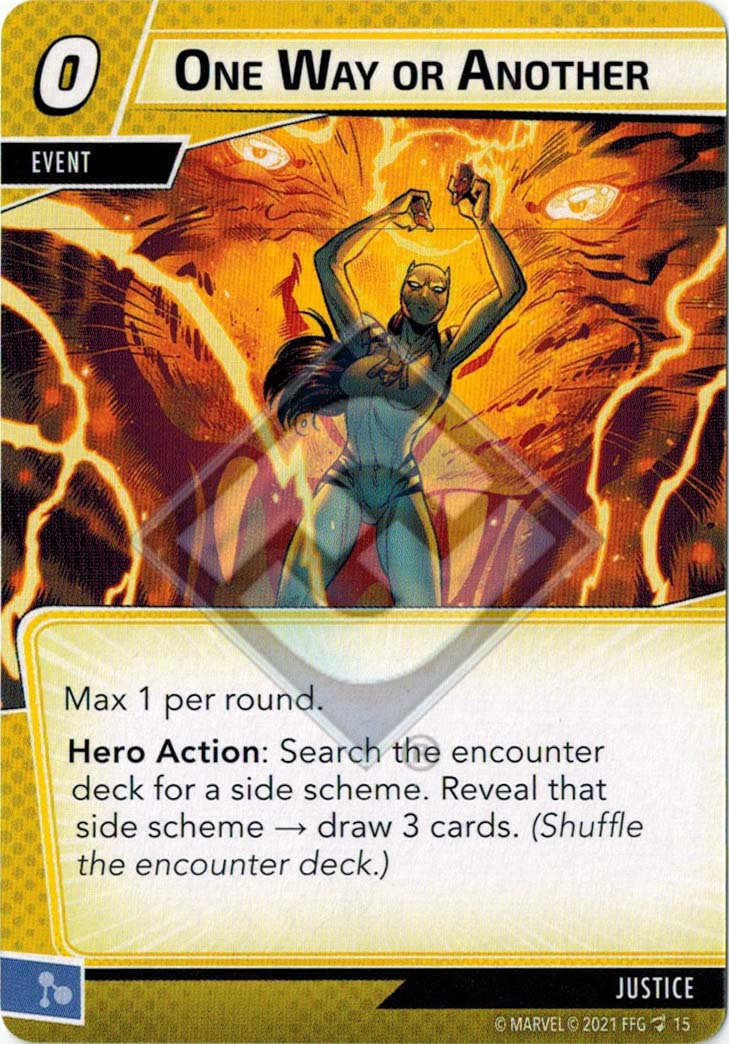 0
ONE WAY OR ANOTHER
EVENT
Max 1 per round.
Hero Action: Search the encounter
deck for a side scheme. Reveal that
side scheme → draw 3 cards. (Shuffle
the encounter deck.)
JUSTICE
© MARVEL © 2021 FFG 15